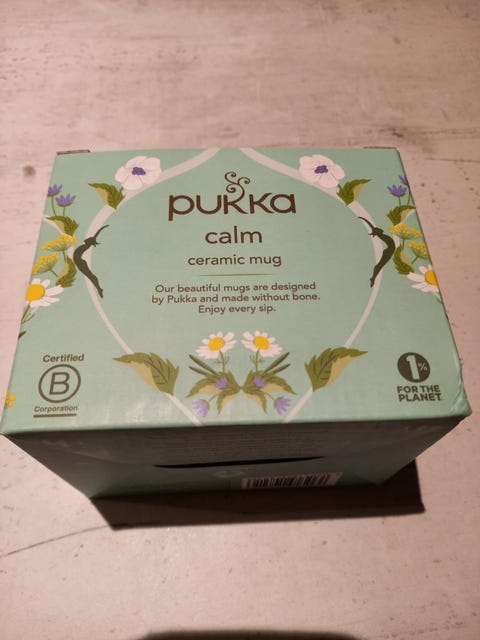 pukka
calm
ceramic mug
Our beautiful mugs are designed
by Pukka and made without bone.
Enjoy every sip.
Certified
B
Corporation
1%
FOR THE
PLANET